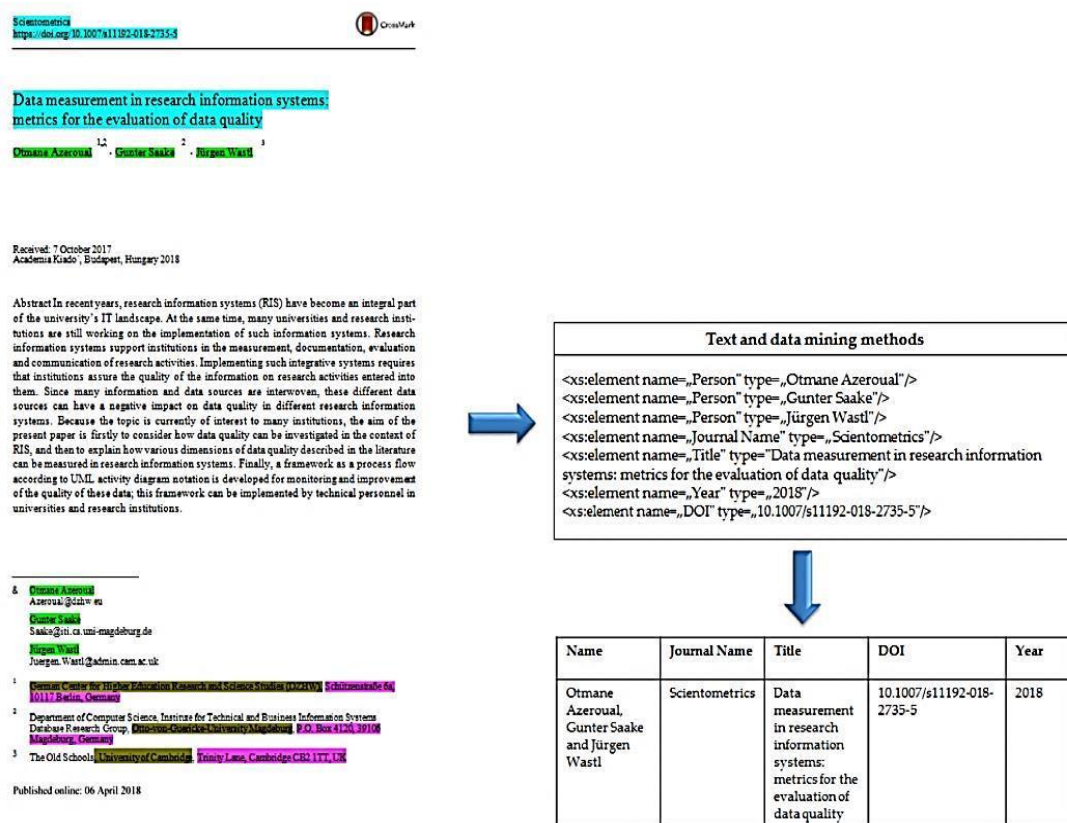 Scientometrics
https://doi.org/10.1007/s11192-018-2735-5
CrossMark
Data measurement in research information systems:
metrics for the evaluation of data quality
Otmane Azeroual 1,2 · Gunter Saake 2 · Jürgen Wastl 3
Received: 7 October 2017
Academia Kiado´, Budapest, Hungary 2018
Abstract In recent years, research information systems (RIS) have become an integral part
of the university's IT landscape. At the same time, many universities and research insti-
tutions are still working on the implementation of such information systems. Research
information systems support institutions in the measurement, documentation, evaluation
and communication of research activities. Implementing such integrative systems requires
that institutions assure the quality of the information on research activities entered into
them. Since many information and data sources are interwoven, these different data
sources can have a negative impact on data quality in different research information
systems. Because the topic is currently of interest to many institutions, the aim of the
present paper is firstly to consider how data quality can be investigated in the context of
RIS, and then to explain how various dimensions of data quality described in the literature
can be measured in research information systems. Finally, a framework as a process flow
according to UML activity diagram notation is developed for monitoring and improvement
of the quality of these data; this framework can be implemented by technical personnel in
universities and research institutions.
& Otmane Azeroual
Azeroual@dzhw.eu
Gunter Saake
Saake@iti.cs.uni-magdeburg.de
Jürgen Wastl
Juergen.Wastl@admin.cam.ac.uk
1 German Center for Higher Education Research and Science Studies (DZHW), Schützenstraße 6a,
10117 Berlin, Germany
2 Department of Computer Science, Institute for Technical and Business Information Systems
Database Research Group, Otto-von-Guericke-University Magdeburg, P.O. Box 4120, 39106
Magdeburg, Germany
3 The Old Schools, University of Cambridge, Trinity Lane, Cambridge CB2 1TT, UK
Published online: 06 April 2018
Text and data mining methods
<xs:element name=„Person" type=„Otmane Azeroual"/>
<xs:element name=„Person" type=„Gunter Saake"/>
<xs:element name=„Person" type=„Jürgen Wastl"/>
<xs:element name=„Journal Name" type=„Scientometrics"/>
<xs:element name=„Title" type="Data measurement in research information
systems: metrics for the evaluation of data quality"/>
<xs:element name=„Year" type=„2018"/>
<xs:element name=„DOI" type=„10.1007/s11192-018-2735-5"/>
Name Journal Name Title DOI Year
Otmane Scientometrics Data 10.1007/s11192-018- 2018
Azeroual, measurement 2735-5
Gunter Saake in research
and Jürgen information
Wastl systems:
metrics for the
evaluation of
data quality